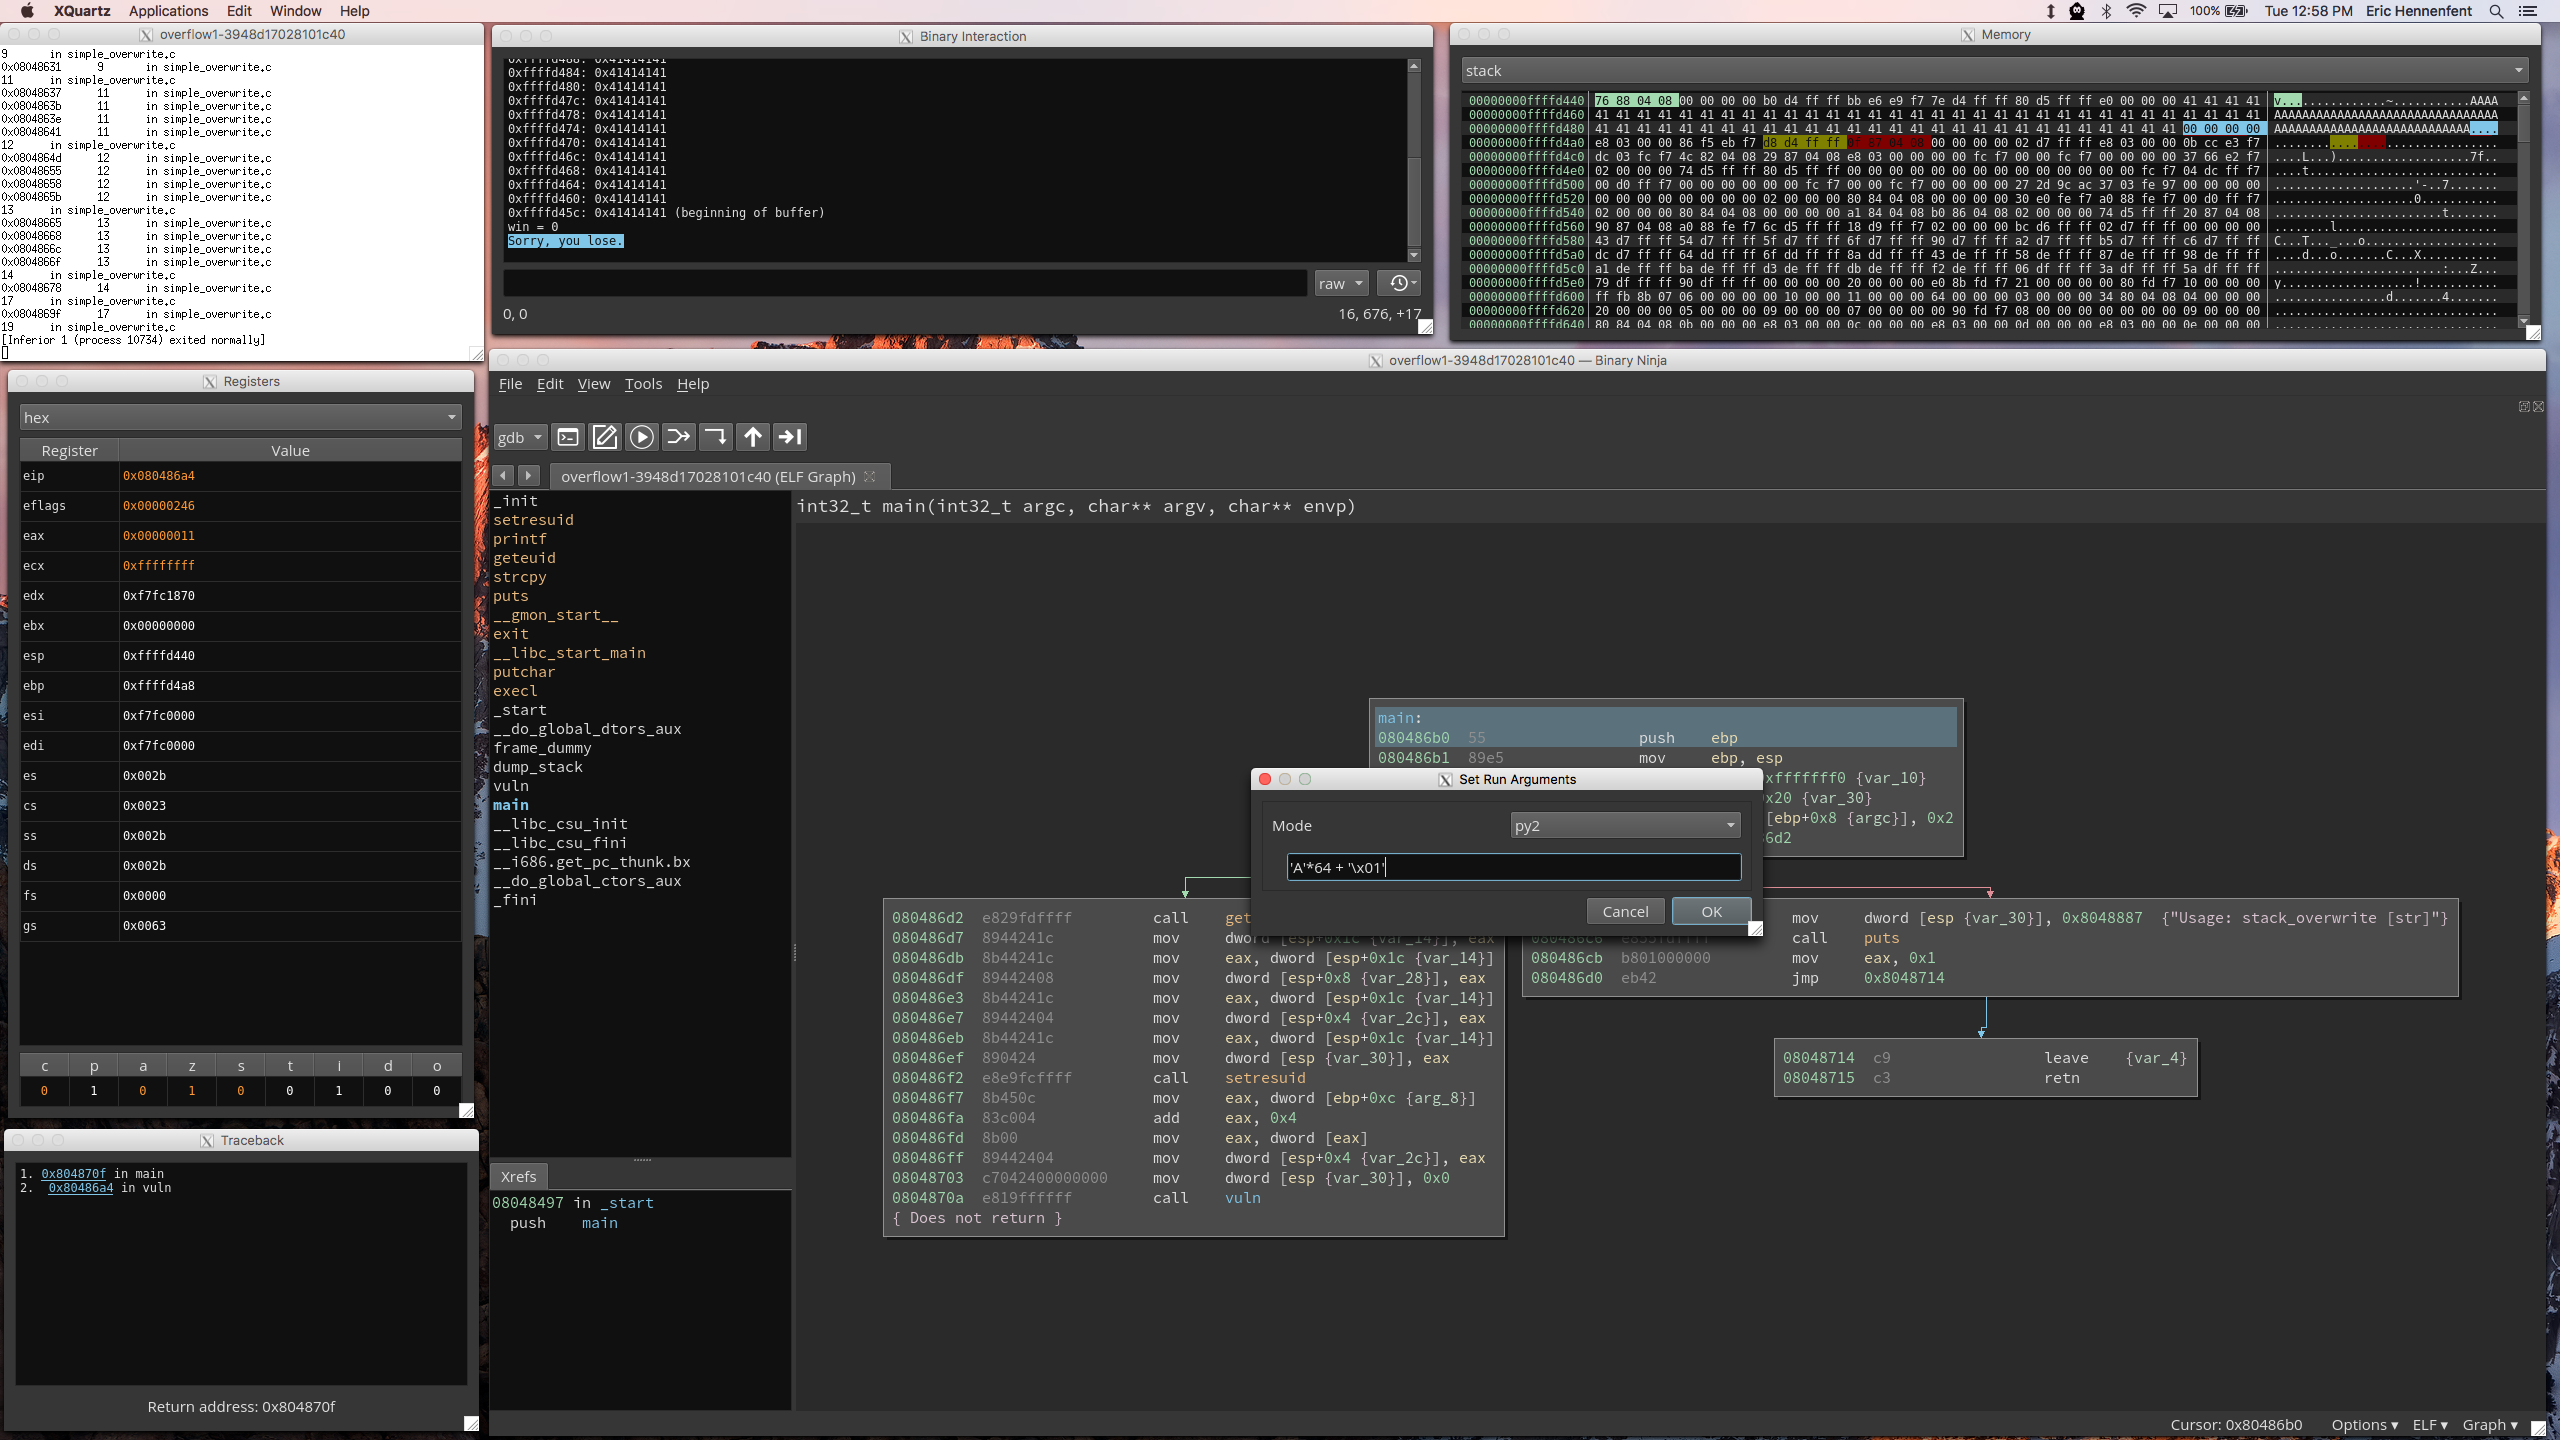 XQuartz Applications Edit Window Help
100% Tue 12:58 PM Eric Hennenfent
overflow1-3948d17028101c40
9 in simple_overwrite.c
0x08048631 9 in simple_overwrite.c
11 in simple_overwrite.c
0x08048637 11 in simple_overwrite.c
0x0804863b 11 in simple_overwrite.c
0x0804863e 11 in simple_overwrite.c
0x08048641 11 in simple_overwrite.c
12 in simple_overwrite.c
0x0804864d 12 in simple_overwrite.c
0x08048655 12 in simple_overwrite.c
0x08048658 12 in simple_overwrite.c
0x0804865b 12 in simple_overwrite.c
13 in simple_overwrite.c
0x08048665 13 in simple_overwrite.c
0x08048668 13 in simple_overwrite.c
0x0804866c 13 in simple_overwrite.c
0x0804866f 13 in simple_overwrite.c
14 in simple_overwrite.c
0x08048678 14 in simple_overwrite.c
17 in simple_overwrite.c
0x0804869f 17 in simple_overwrite.c
19 in simple_overwrite.c
[Inferior 1 (process 10734) exited normally]
Binary Interaction
0xffffd488: 0x41414141
0xffffd484: 0x41414141
0xffffd480: 0x41414141
0xffffd47c: 0x41414141
0xffffd478: 0x41414141
0xffffd474: 0x41414141
0xffffd470: 0x41414141
0xffffd46c: 0x41414141
0xffffd468: 0x41414141
0xffffd464: 0x41414141
0xffffd460: 0x41414141
0xffffd45c: 0x41414141 (beginning of buffer)
win = 0
Sorry, you lose.
raw
0, 0
16, 676, +17
Memory
stack
00000000ffffd440 76 88 04 08 00 00 00 00 b0 d4 ff ff bb e6 e9 f7 7e d4 ff ff 80 d5 ff ff e0 00 00 00 41 41 41 41 v...............~...........AAAA
00000000ffffd460 41 41 41 41 41 41 41 41 41 41 41 41 41 41 41 41 41 41 41 41 41 41 41 41 41 41 41 41 41 41 41 41 AAAAAAAAAAAAAAAAAAAAAAAAAAAAAAAA
00000000ffffd480 41 41 41 41 41 41 41 41 41 41 41 41 41 41 41 41 41 41 41 41 41 41 41 41 41 41 41 41 00 00 00 00 AAAAAAAAAAAAAAAAAAAAAAAAAAAA....
00000000ffffd4a0 e8 03 00 00 86 f5 eb f7 d8 d4 ff ff 0f 87 04 08 00 00 00 00 02 d7 ff ff e8 03 00 00 0b cc e3 f7 ................................
00000000ffffd4c0 dc 03 fc f7 4c 82 04 08 29 87 04 08 e8 03 00 00 00 00 fc f7 00 00 fc f7 00 00 00 00 37 66 e2 f7 ....L...)...................7f..
00000000ffffd4e0 02 00 00 00 74 d5 ff ff 80 d5 ff ff 00 00 00 00 00 00 00 00 00 00 00 00 00 00 fc f7 04 dc ff f7 ....t...........................
00000000ffffd500 00 d0 ff f7 00 00 00 00 00 00 fc f7 00 00 fc f7 00 00 00 00 27 2d 9c ac 37 03 fe 97 00 00 00 00 ....................'-..7.......
00000000ffffd520 00 00 00 00 00 00 00 00 02 00 00 00 80 84 04 08 00 00 00 00 30 e0 fe f7 a0 88 fe f7 00 d0 ff f7 ....................0...........
00000000ffffd540 02 00 00 00 80 84 04 08 00 00 00 00 a1 84 04 08 b0 86 04 08 02 00 00 00 74 d5 ff ff 20 87 04 08 ........................t... ...
00000000ffffd560 90 87 04 08 a0 88 fe f7 6c d5 ff ff 18 d9 ff f7 02 00 00 00 bc d6 ff ff 02 d7 ff ff 00 00 00 00 ........l.......................
00000000ffffd580 43 d7 ff ff 54 d7 ff ff 5f d7 ff ff 6f d7 ff ff 90 d7 ff ff a2 d7 ff ff b5 d7 ff ff c6 d7 ff ff C...T..._...o...................
00000000ffffd5a0 dc d7 ff ff 64 dd ff ff 6f dd ff ff 8a dd ff ff 43 de ff ff 58 de ff ff 87 de ff ff 98 de ff ff ....d...o.......C...X...........
00000000ffffd5c0 a1 de ff ff ba de ff ff d3 de ff ff db de ff ff f2 de ff ff 06 df ff ff 3a df ff ff 5a df ff ff ........................:...Z...
00000000ffffd5e0 79 df ff ff 90 df ff ff 00 00 00 00 20 00 00 00 e0 8b fd f7 21 00 00 00 00 80 fd f7 10 00 00 00 y...................!...........
00000000ffffd600 ff fb 8b 07 06 00 00 00 00 10 00 00 11 00 00 00 64 00 00 00 03 00 00 00 34 80 04 08 04 00 00 00 ................d.......4.......
00000000ffffd620 20 00 00 00 05 00 00 00 09 00 00 00 07 00 00 00 00 90 fd f7 08 00 00 00 00 00 00 00 09 00 00 00
00000000ffffd640 80 84 04 08 0b 00 00 00 e8 03 00 00 0c 00 00 00 e8 03 00 00 0d 00 00 00 e8 03 00 00 0e 00 00 00
Registers
hex
Register Value
eip 0x080486a4
eflags 0x00000246
eax 0x00000011
ecx 0xffffffff
edx 0xf7fc1870
ebx 0x00000000
esp 0xffffd440
ebp 0xffffd4a8
esi 0xf7fc0000
edi 0xf7fc0000
es 0x002b
cs 0x0023
ss 0x002b
ds 0x002b
fs 0x0000
gs 0x0063
c p a z s t i d o
0 1 0 1 0 0 1 0 0
Traceback
1. 0x804870f in main
2. 0x80486a4 in vuln
Return address: 0x804870f
overflow1-3948d17028101c40 — Binary Ninja
File Edit View Tools Help
gdb
overflow1-3948d17028101c40 (ELF Graph)
_init
setresuid
printf
geteuid
strcpy
puts
__gmon_start__
exit
__libc_start_main
putchar
execl
_start
__do_global_dtors_aux
frame_dummy
dump_stack
vuln
main
__libc_csu_init
__libc_csu_fini
__i686.get_pc_thunk.bx
__do_global_ctors_aux
_fini
Xrefs
08048497 in _start
push main
int32_t main(int32_t argc, char** argv, char** envp)
main:
080486b0 55 push ebp
080486b1 89e5 mov ebp, esp
xfffffff0 {var_10}
x20 {var_30}
[ebp+0x8 {argc}], 0x2
6d2
Set Run Arguments
Mode py2
'A'*64 + '\x01'
Cancel OK
080486d2 e829fdffff call get
080486d7 8944241c mov dword [esp+0x1c {var_14}], eax
080486db 8b44241c mov eax, dword [esp+0x1c {var_14}]
080486df 89442408 mov dword [esp+0x8 {var_28}], eax
080486e3 8b44241c mov eax, dword [esp+0x1c {var_14}]
080486e7 89442404 mov dword [esp+0x4 {var_2c}], eax
080486eb 8b44241c mov eax, dword [esp+0x1c {var_14}]
080486ef 890424 mov dword [esp {var_30}], eax
080486f2 e8e9fcffff call setresuid
080486f7 8b450c mov eax, dword [ebp+0xc {arg_8}]
080486fa 83c004 add eax, 0x4
080486fd 8b00 mov eax, dword [eax]
080486ff 89442404 mov dword [esp+0x4 {var_2c}], eax
08048703 c7042400000000 mov dword [esp {var_30}], 0x0
0804870a e819ffffff call vuln
{ Does not return }
mov dword [esp {var_30}], 0x8048887 {"Usage: stack_overwrite [str]"}
080486c6 e855fdffff call puts
080486cb b801000000 mov eax, 0x1
080486d0 eb42 jmp 0x8048714
08048714 c9 leave {var_4}
08048715 c3 retn
Cursor: 0x80486b0 Options ELF Graph